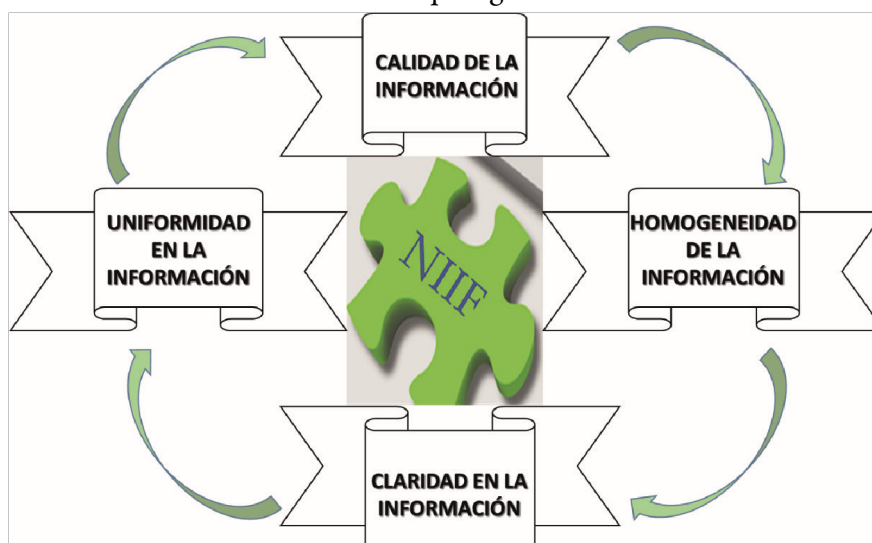 CALIDAD DE LA
INFORMACIÓN
UNIFORMIDAD
EN LA
INFORMACIÓN
NIIF
HOMOGENEIDAD
DE LA
INFORMACIÓN
CLARIDAD EN LA
INFORMACIÓN